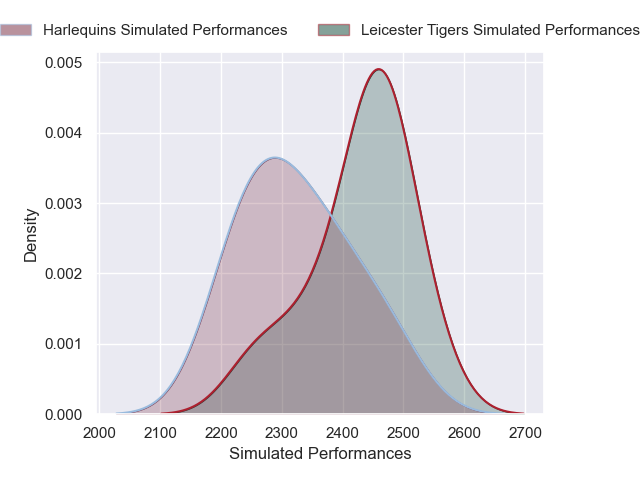 Harlequins Simulated Performances Leicester Tigers Simulated Performances
0.005
0.004
0.003
0.002
0.001
0.000
Density
2000 2100 2200 2300 2400 2500 2600 2700
Simulated Performances